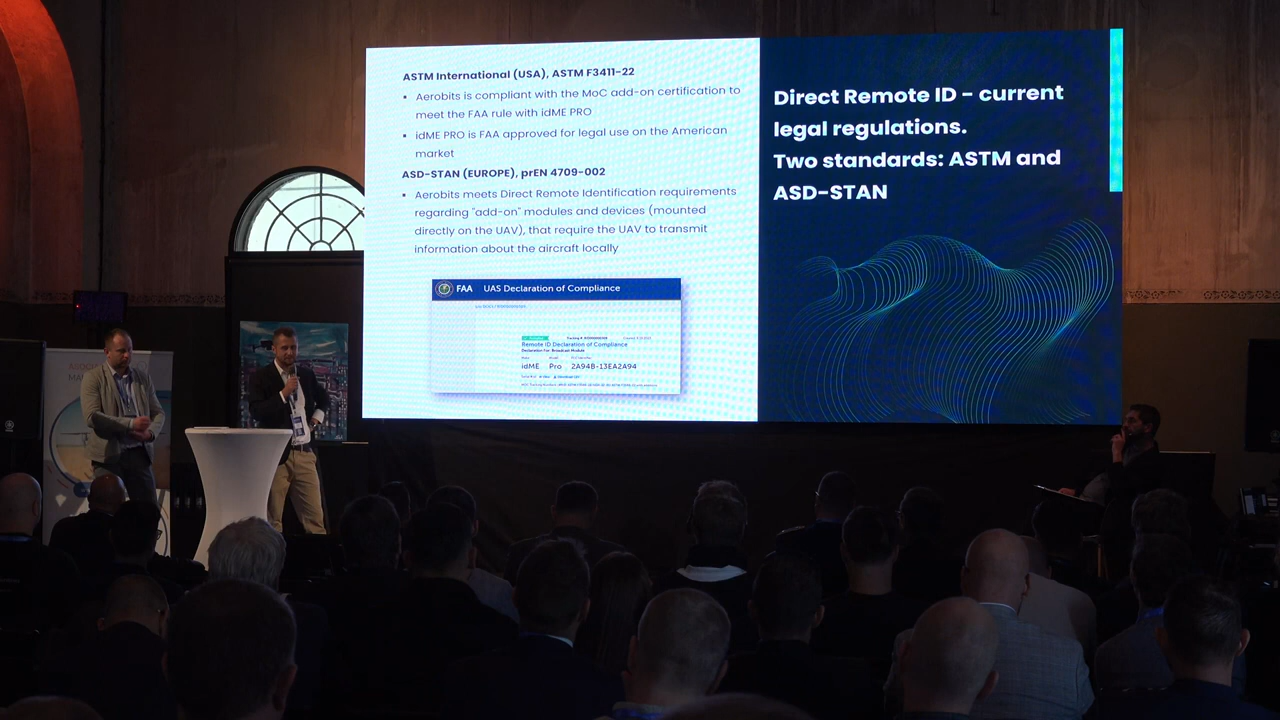 ASTM International (USA), ASTM F3411-22
▪ Aerobits is compliant with the MoC add-on certification to
meet the FAA rule with idME PRO
▪ idME PRO is FAA approved for legal use on the American
market
ASD-STAN (EUROPE), prEN 4709-002
▪ Aerobits meets Direct Remote Identification requirements
regarding "add-on" modules and devices (mounted
directly on the UAV), that require the UAV to transmit
information about the aircraft locally
FAA UAS Declaration of Compliance
Remote ID Declaration of Compliance
Declaration For: Broadcast Module
idME Pro 2A94B-13EA2A94
Direct Remote ID - current
legal regulations.
Two standards: ASTM and
ASD-STAN